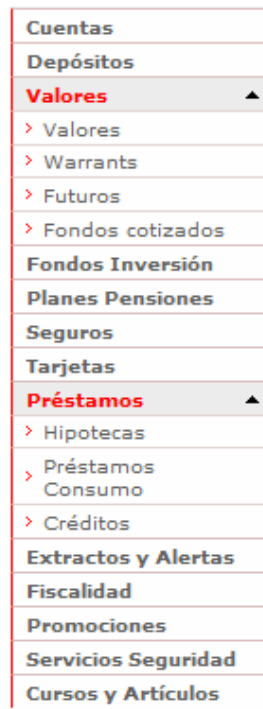 Cuentas
Depósitos
Valores
Valores
Warrants
Futuros
Fondos cotizados
Fondos Inversión
Planes Pensiones
Seguros
Tarjetas
Préstamos
Hipotecas
Préstamos
Consumo
Créditos
Extractos y Alertas
Fiscalidad
Promociones
Servicios Seguridad
Cursos y Artículos